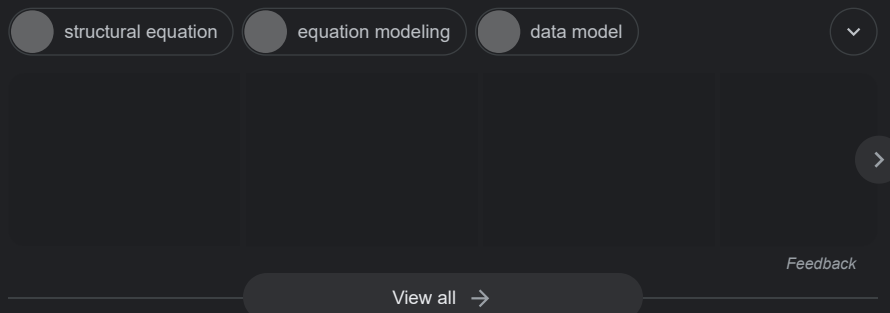 structural equation
equation modeling
data model
Feedback
View all